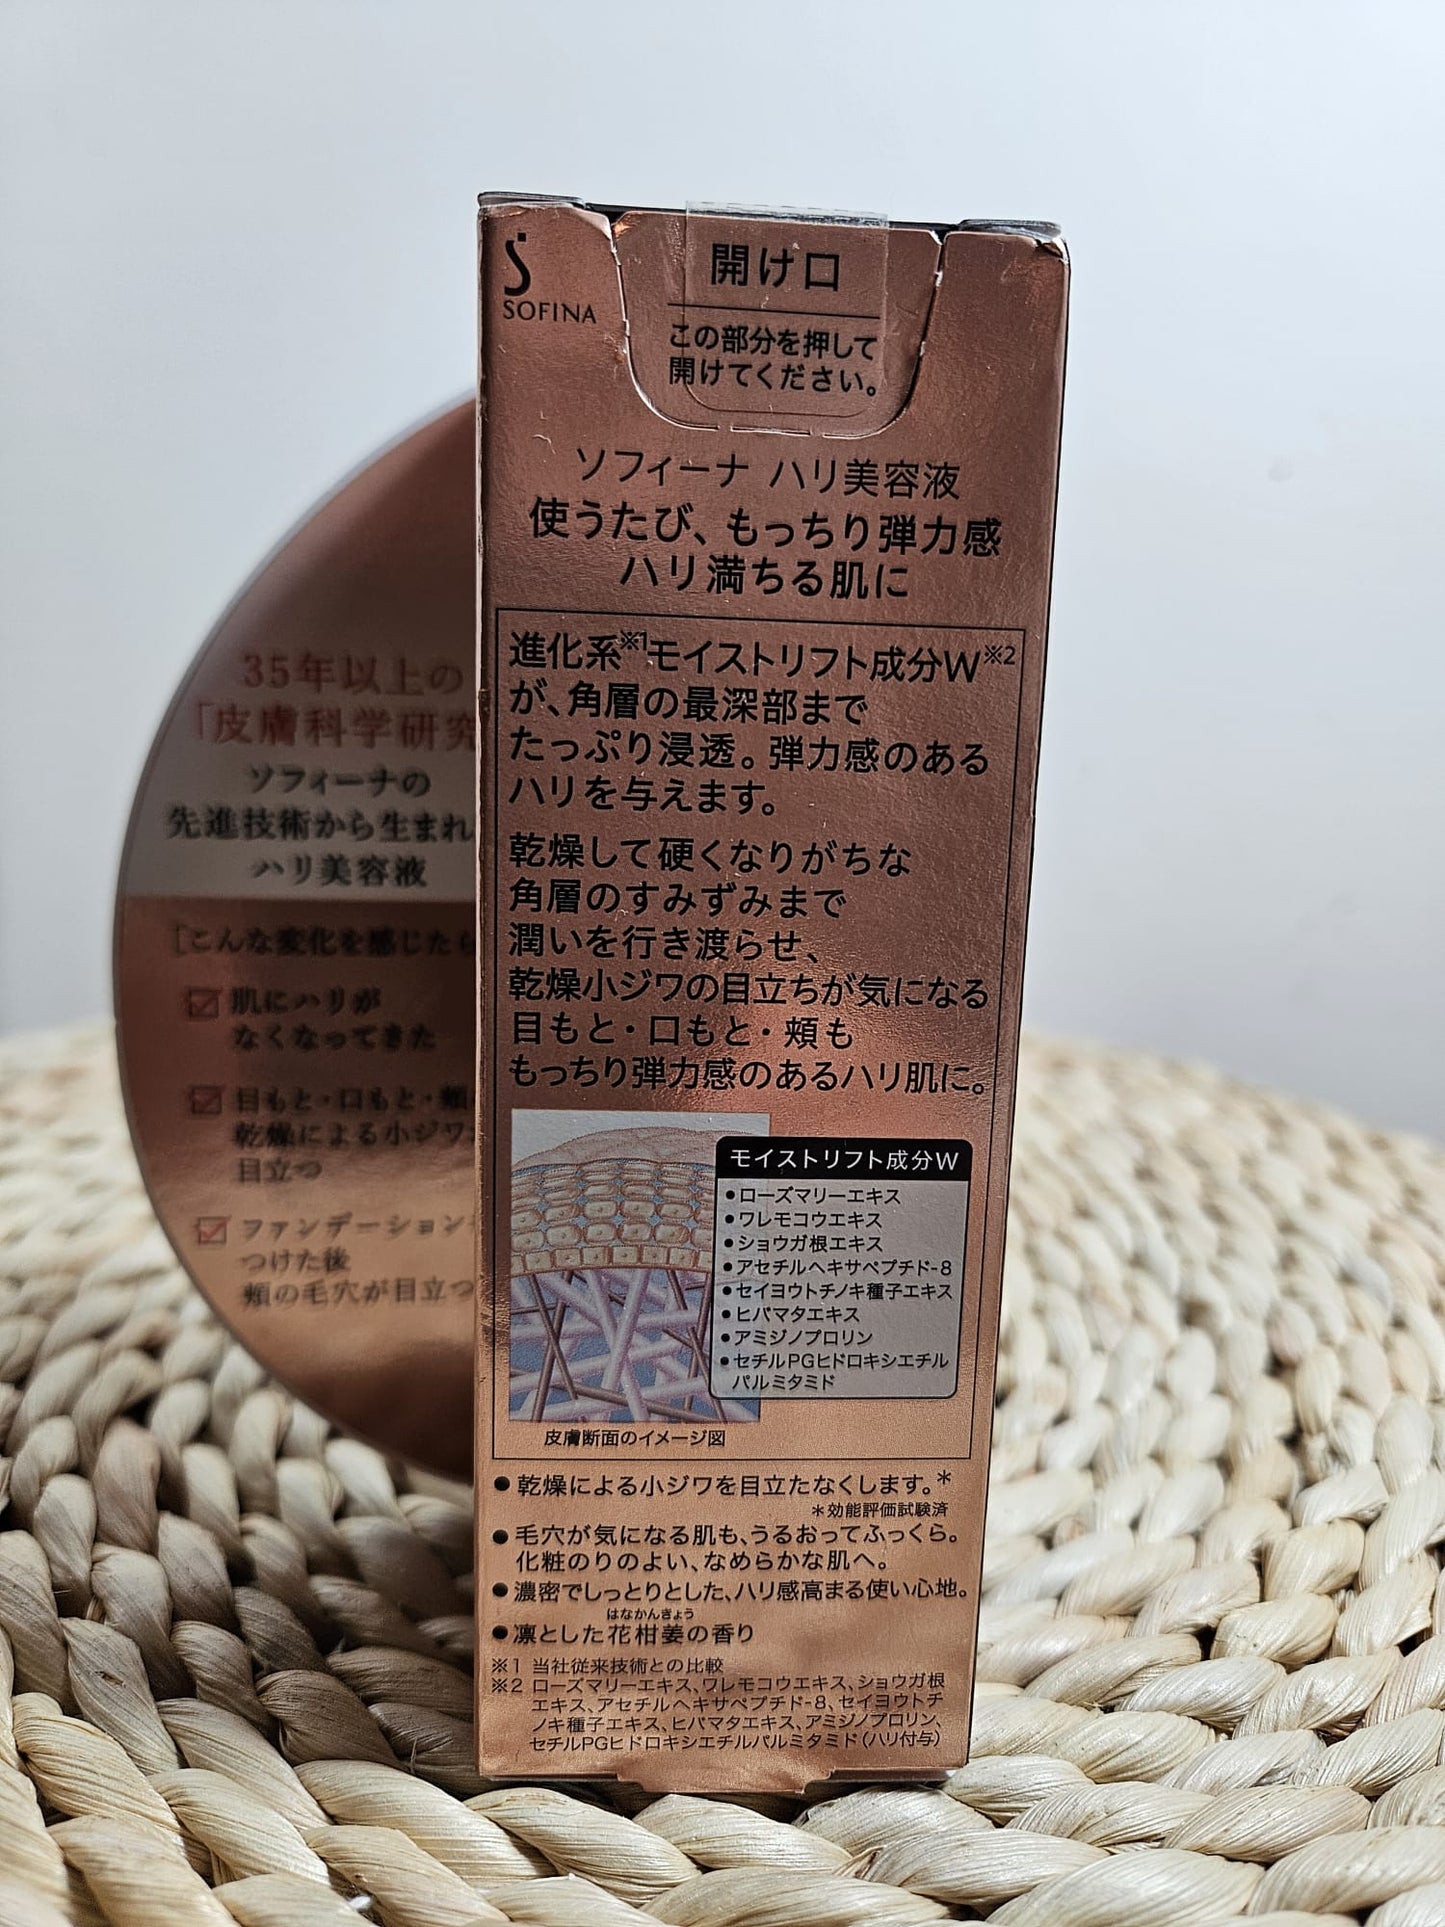 SOFINA
開け口
この部分を押して
開けてください。
ソフィーナ ハリ美容液
使うたび、もっちり弾力感
ハリ満ちる肌に
進化系※1モイストリフト成分W※2
が、角層の最深部まで
たっぷり浸透。弾力感のある
ハリを与えます。
乾燥して硬くなりがちな
角層のすみずみまで
潤いを行き渡らせ、
乾燥小ジワの目立ちが気になる
目もと・口もと・頬も
もっちり弾力感のあるハリ肌に。
モイストリフト成分W
●ローズマリーエキス
●ワレモコウエキス
●ショウガ根エキス
●アセチルヘキサペプチド-8
●セイヨウトチノキ種子エキス
●ヒバマタエキス
●アミジノプロリン
●セチルPGヒドロキシエチル
パルミタミド
皮膚断面のイメージ図
●乾燥による小ジワを目立たなくします。＊
＊効能評価試験済
●毛穴が気になる肌も、うるおってふっくら。
化粧のりのよい、なめらかな肌へ。
●濃密でしっとりとした、ハリ感高まる使い心地。
はなかんきょう
●凛とした花柑姜の香り
※1 当社従来技術との比較
※2 ローズマリーエキス、ワレモコウエキス、ショウガ根
エキス、アセチルヘキサペプチド-8、セイヨウトチ
ノキ種子エキス、ヒバマタエキス、アミジノプロリン、
セチルPGヒドロキシエチルパルミタミド（ハリ付与）
35年以上の
「皮膚科学研究
ソフィーナの
先進技術から生まれ
ハリ美容液
こんな変化を感じたら
肌にハリが
なくなってきた
目もと・口もと・頬
乾燥による小ジワ
目立つ
ファンデーション
つけた後
頬の毛穴が目立つ